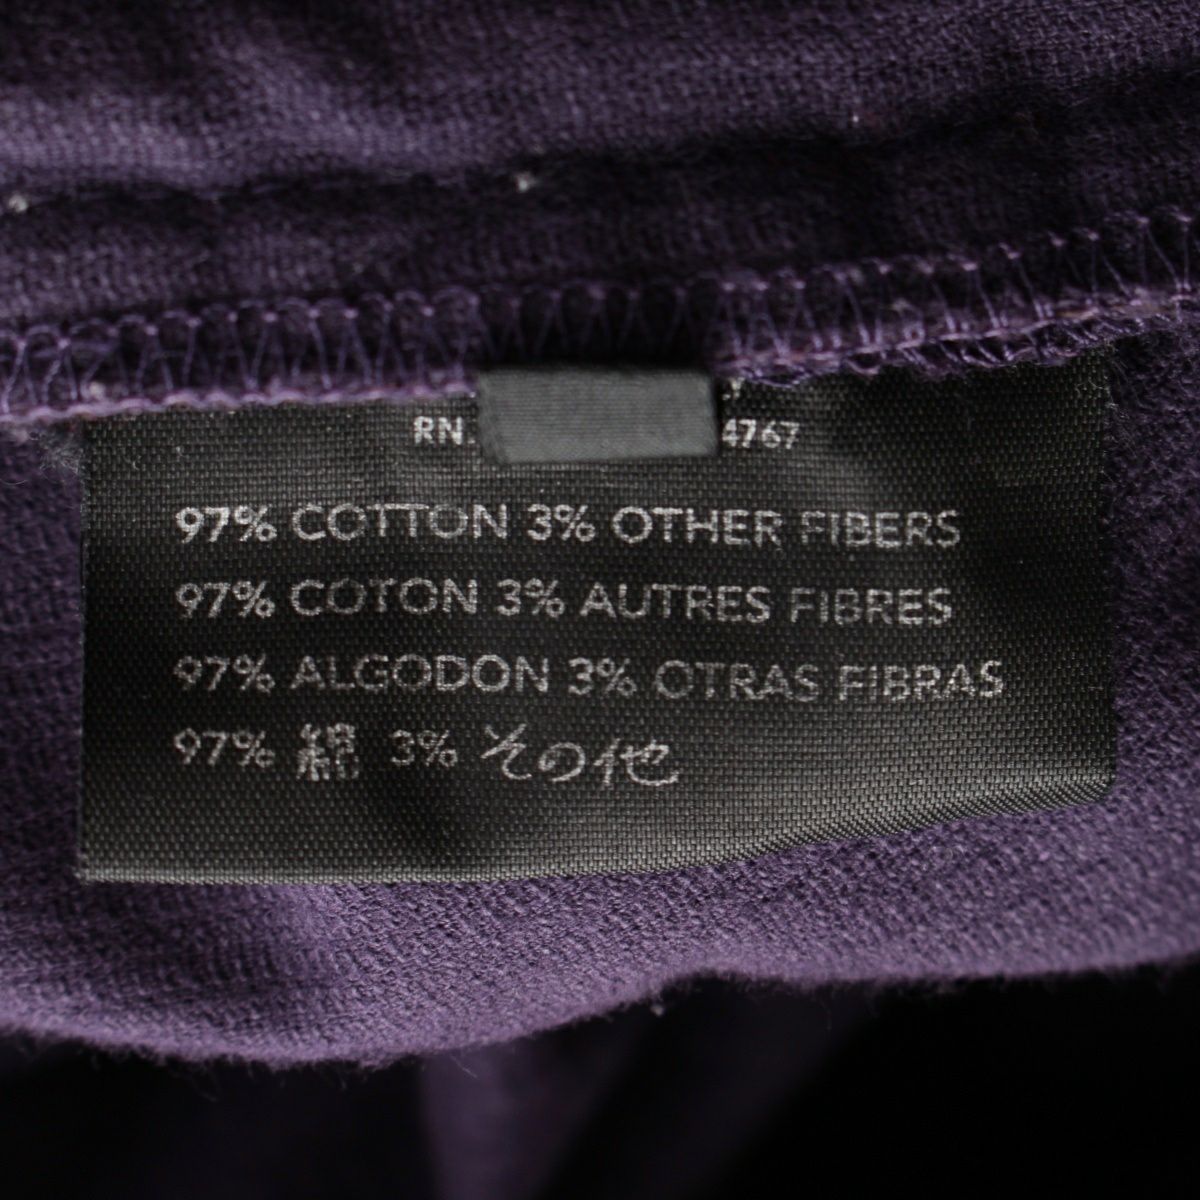 RN. 4767
97% COTTON 3% OTHER FIBERS
97% COTON 3% AUTRES FIBRES
97% ALGODON 3% OTRAS FIBRAS
97% 綿 3% その他